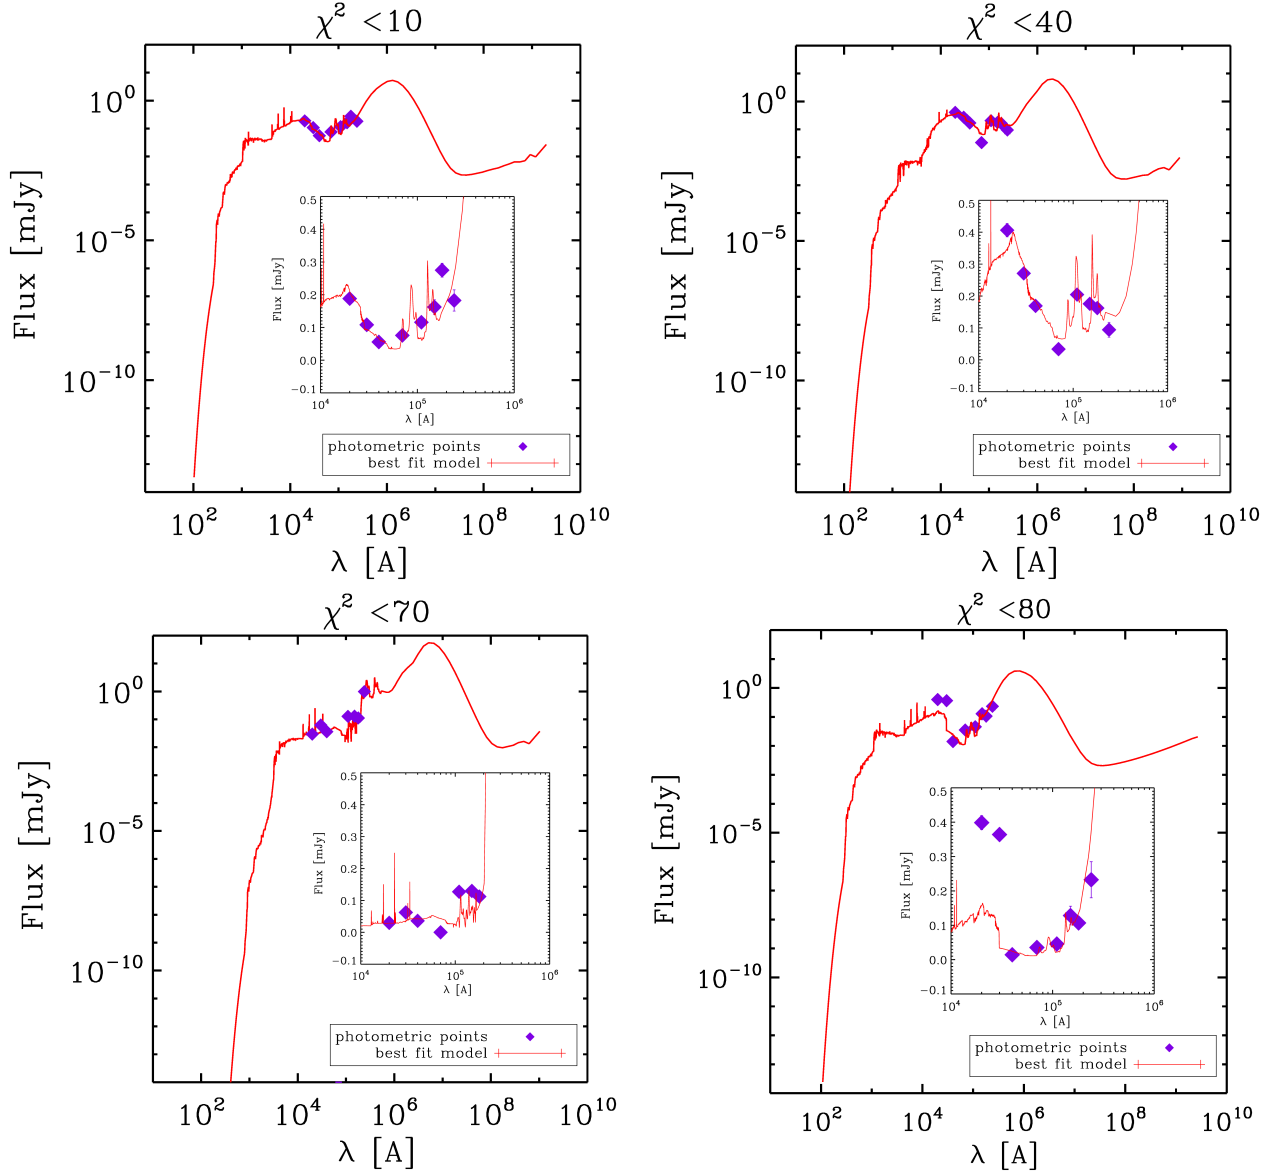 χ² <10
Flux [mJy]
10⁰
10⁻⁵
10⁻¹⁰
0.5
0.4
0.3
0.2
0.1
0.0
−0.1
Flux [mJy]
10⁴ 10⁵ 10⁶
λ [A]
photometric points
best fit model
10² 10⁴ 10⁶ 10⁸ 10¹⁰
λ [A]
χ² <40
Flux [mJy]
10⁰
10⁻⁵
10⁻¹⁰
0.5
0.4
0.3
0.2
0.1
0.0
−0.1
Flux [mJy]
10⁴ 10⁵ 10⁶
λ [A]
photometric points
best fit model
10² 10⁴ 10⁶ 10⁸ 10¹⁰
λ [A]
χ² <70
Flux [mJy]
10⁰
10⁻⁵
10⁻¹⁰
0.5
0.4
0.3
0.2
0.1
0.0
−0.1
Flux [mJy]
10⁴ 10⁵ 10⁶
λ [A]
photometric points
best fit model
10² 10⁴ 10⁶ 10⁸ 10¹⁰
λ [A]
χ² <80
Flux [mJy]
10⁰
10⁻⁵
10⁻¹⁰
0.5
0.4
0.3
0.2
0.1
0.0
−0.1
Flux [mJy]
10⁴ 10⁵ 10⁶
λ [A]
photometric points
best fit model
10² 10⁴ 10⁶ 10⁸ 10¹⁰
λ [A]